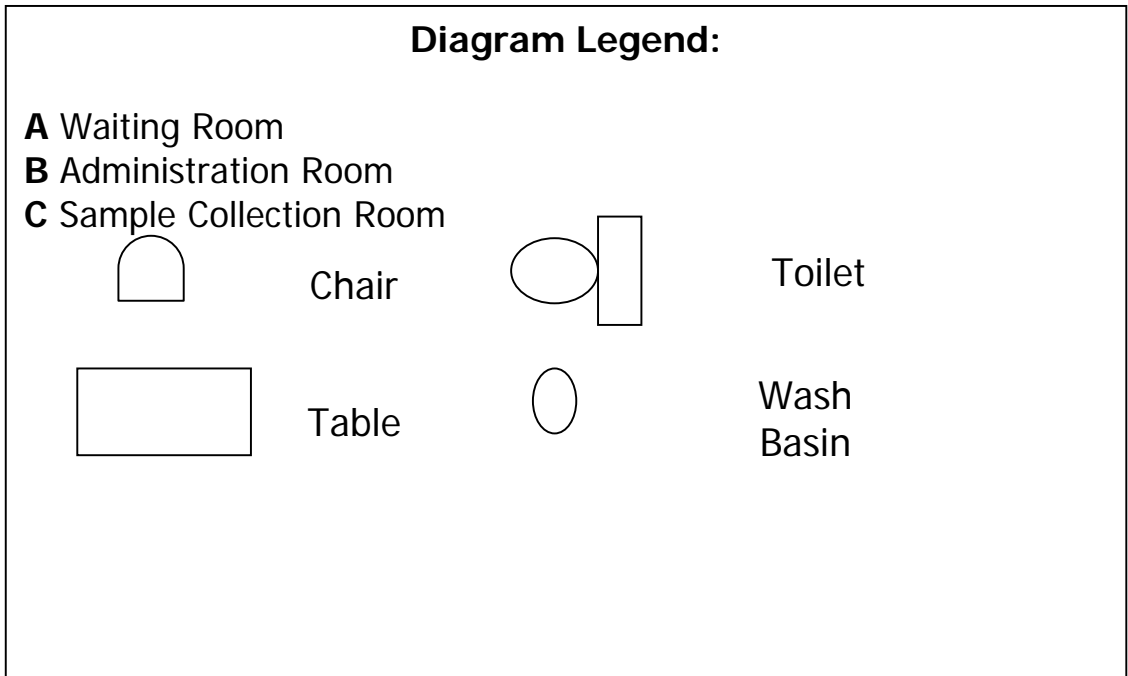 Diagram Legend:
A Waiting Room
B Administration Room
C Sample Collection Room
Chair
Toilet
Table
Wash
Basin